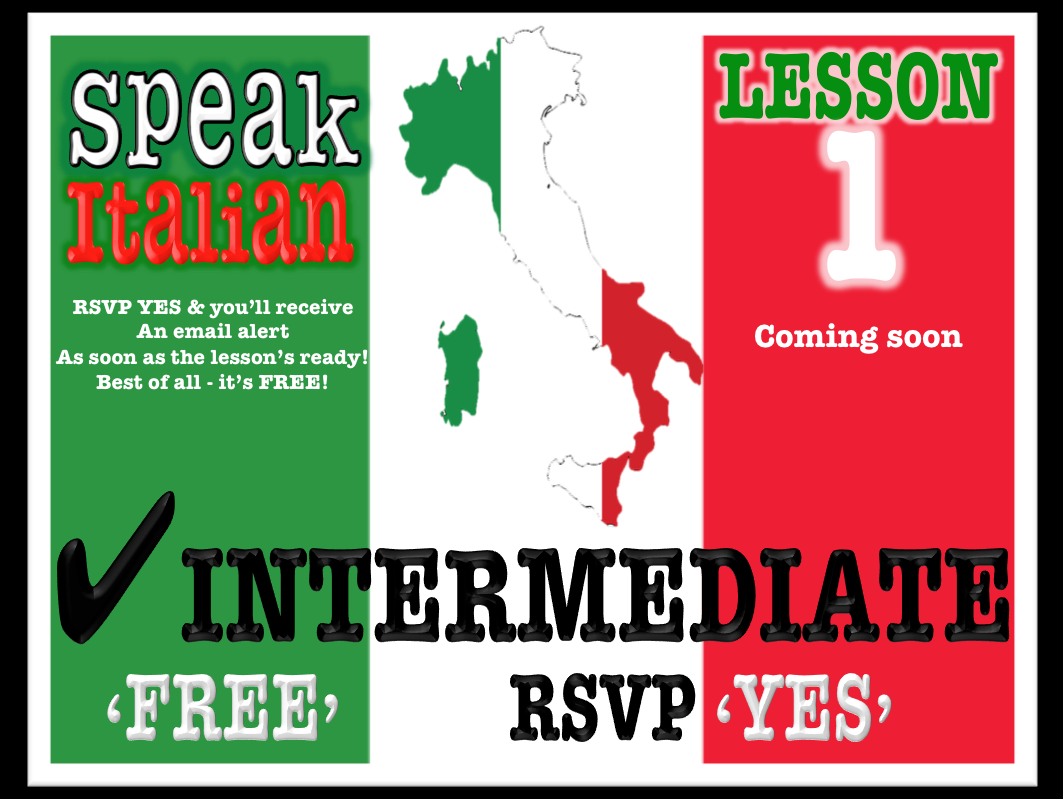 Speak
Italian
RSVP YES & you'll receive
An email alert
As soon as the lesson's ready!
Best of all - it's FREE!
LESSON
1
Coming soon
INTERMEDIATE
‘FREE’
RSVP ‘YES’